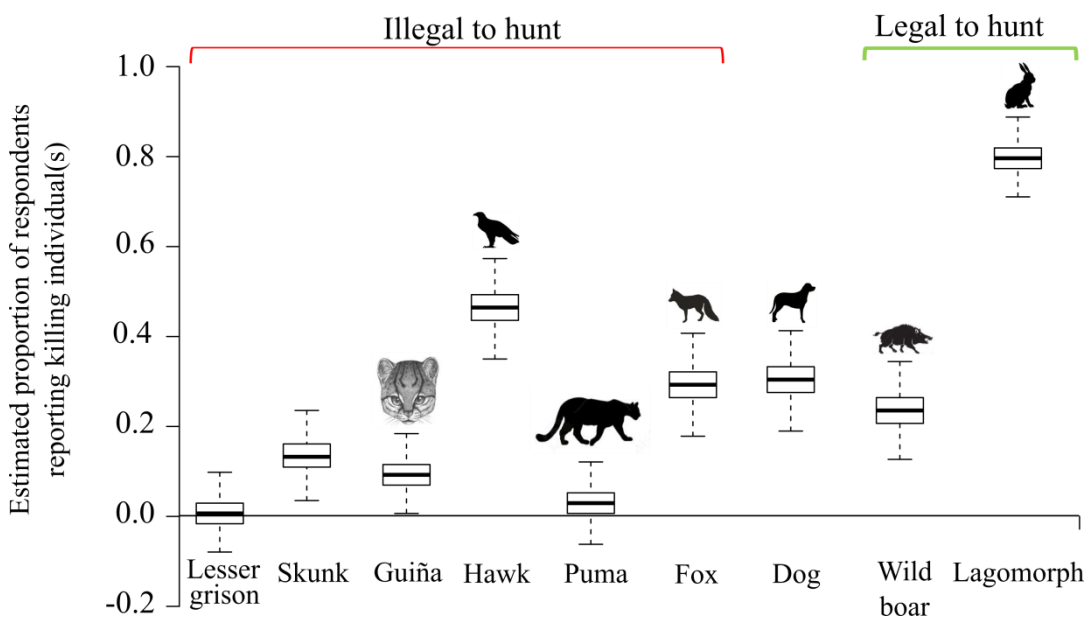 Illegal to hunt
Legal to hunt
Estimated proportion of respondents
reporting killing individual(s)
1.0
0.8
0.6
0.4
0.2
0.0
-0.2
Lesser
grison
Skunk
Guiña
Hawk
Puma
Fox
Dog
Wild
boar
Lagomorph